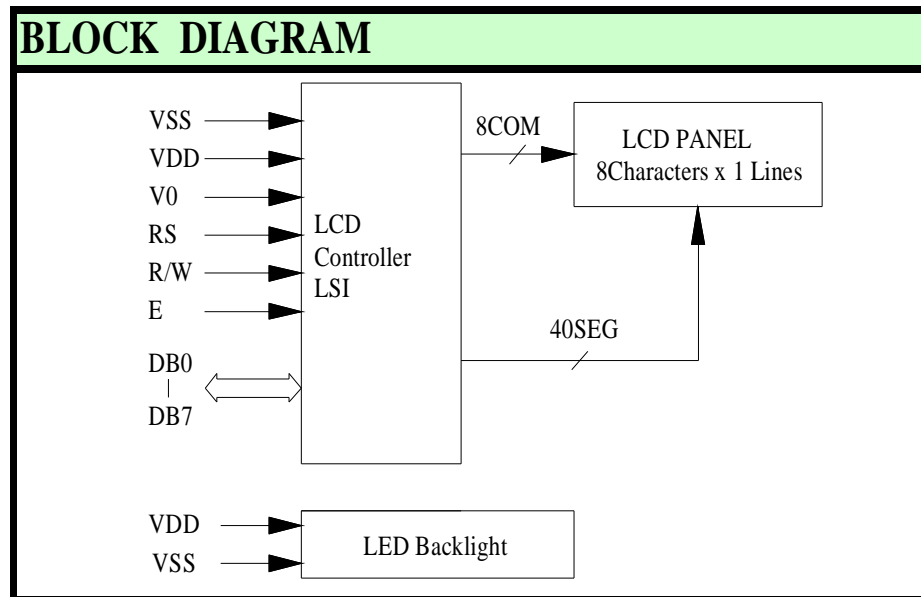 BLOCK DIAGRAM
VSS
VDD
V0
RS
R/W
E
DB0
DB7
LCD
Controller
LSI
8COM
40SEG
LCD PANEL
8Characters x 1 Lines
VDD
VSS
LED Backlight